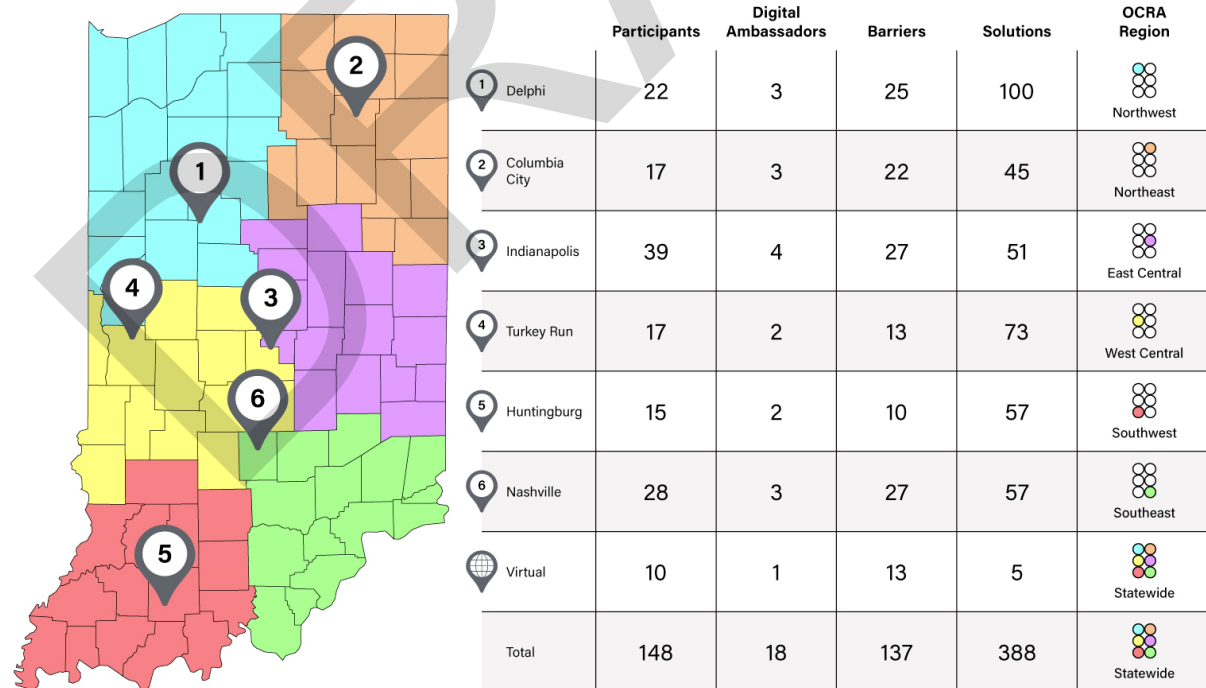 2
1
4
3
6
5
Participants Digital Ambassadors Barriers Solutions OCRA Region
1 Delphi 22 3 25 100 Northwest
2 Columbia City 17 3 22 45 Northeast
3 Indianapolis 39 4 27 51 East Central
4 Turkey Run 17 2 13 73 West Central
5 Huntingburg 15 2 10 57 Southwest
6 Nashville 28 3 27 57 Southeast
Virtual 10 1 13 5 Statewide
Total 148 18 137 388 Statewide